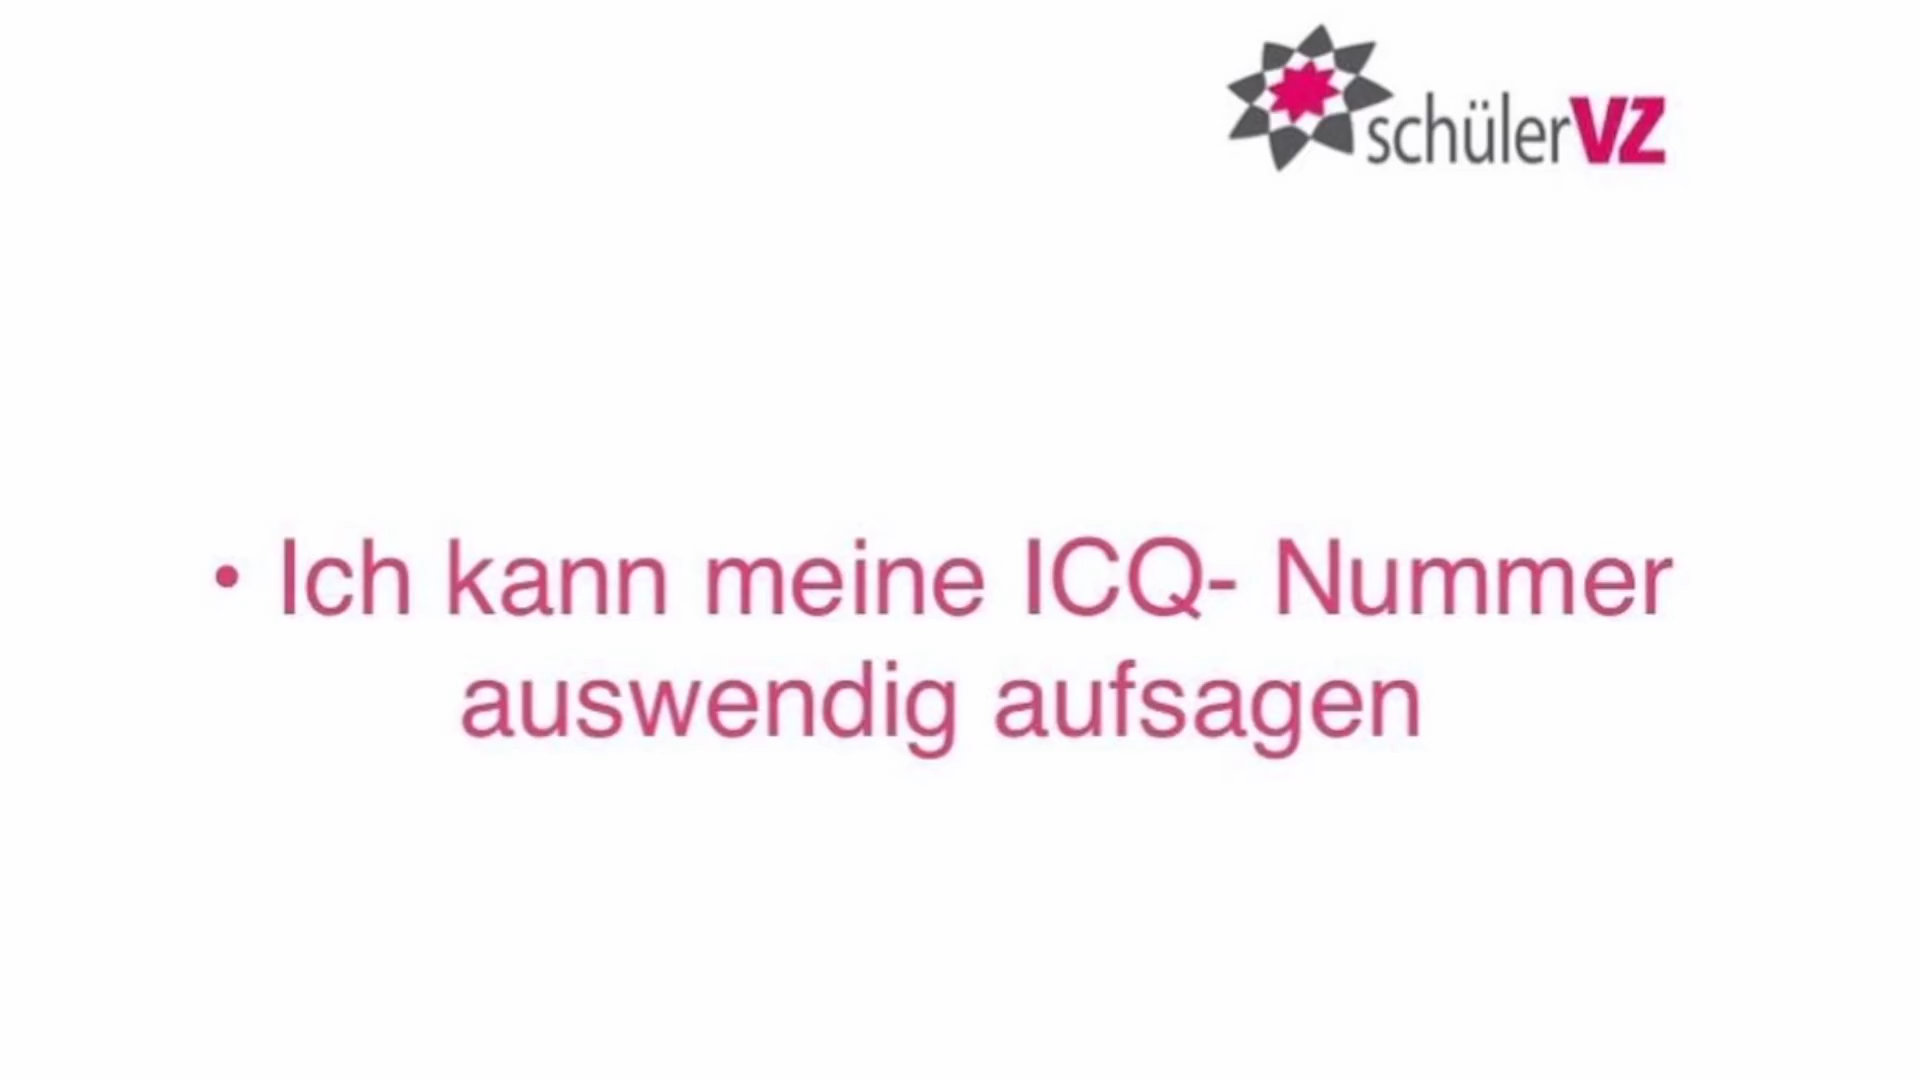 schülerVZ
• Ich kann meine ICQ- Nummer
auswendig aufsagen